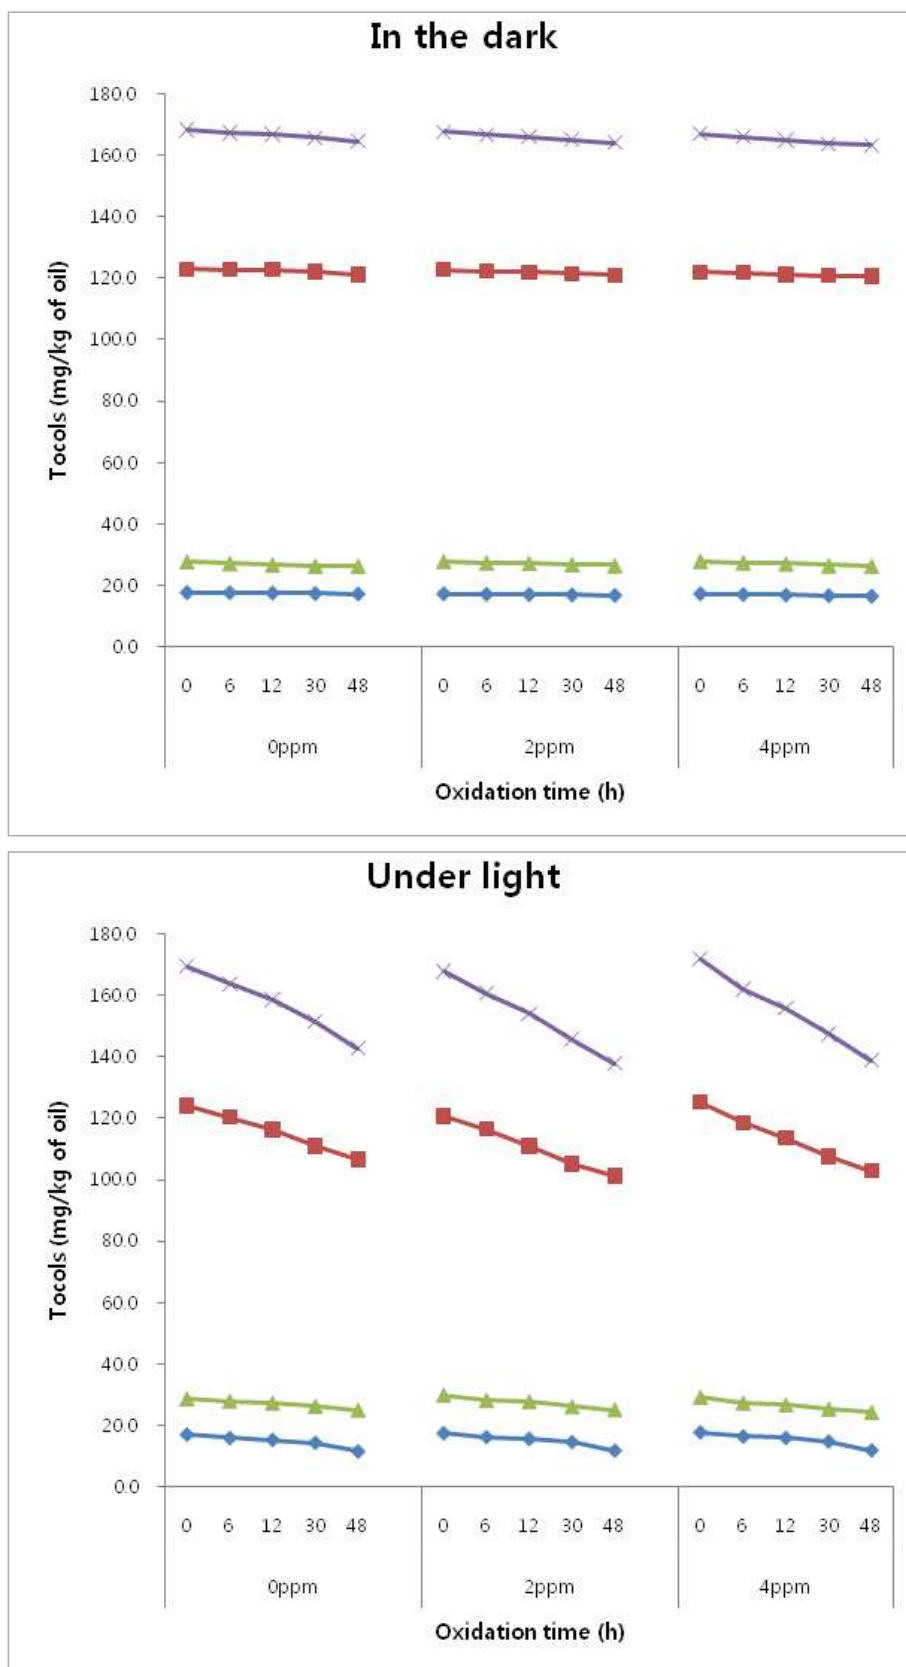 In the dark
Tocols (mg/kg of oil)
180.0
160.0
140.0
120.0
100.0
80.0
60.0
40.0
20.0
0.0
0 6 12 30 48 0 6 12 30 48 0 6 12 30 48
0ppm 2ppm 4ppm
Oxidation time (h)
Under light
Tocols (mg/kg of oil)
180.0
160.0
140.0
120.0
100.0
80.0
60.0
40.0
20.0
0.0
0 6 12 30 48 0 6 12 30 48 0 6 12 30 48
0ppm 2ppm 4ppm
Oxidation time (h)